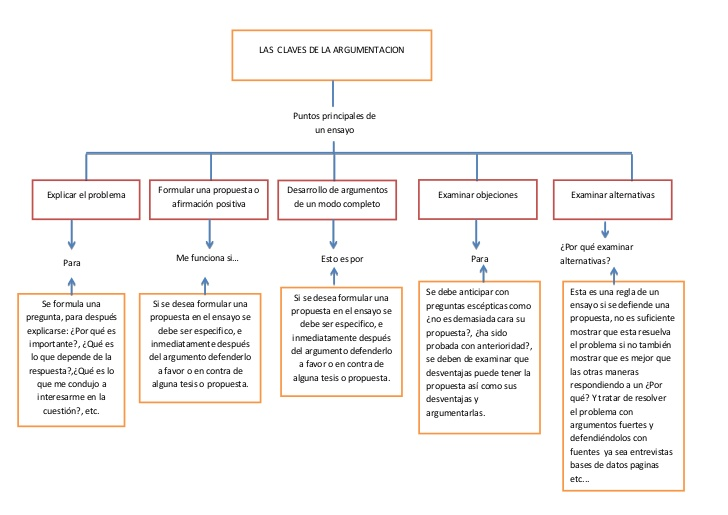 LAS CLAVES DE LA ARGUMENTACION
Puntos principales de
un ensayo
Explicar el problema
Formular una propuesta o
afirmación positiva
Desarrollo de argumentos
de un modo completo
Examinar objeciones
Examinar alternativas
Para
Me funciona si...
Esto es por
Para
¿Por qué examinar
alternativas?
Se formula una
pregunta, para después
explicarse: ¿Por qué es
importante?, ¿Qué es
lo que depende de la
respuesta?,¿Qué es lo
que me condujo a
interesarme en la
cuestión?, etc.
Si se desea formular una
propuesta en el ensayo se
debe ser especifico, e
inmediatamente después
del argumento defenderlo
a favor o en contra de
alguna tesis o propuesta.
Si se desea formular una
propuesta en el ensayo se
debe ser especifico, e
inmediatamente después
del argumento defenderlo
a favor o en contra de
alguna tesis o propuesta.
Se debe anticipar con
preguntas escépticas como
¿no es demasiada cara su
propuesta?, ¿ha sido
probada con anterioridad?,
se deben de examinar que
desventajas puede tener la
propuesta así como sus
desventajas y
argumentarlas.
Esta es una regla de un
ensayo si se defiende una
propuesta, no es suficiente
mostrar que esta resuelva
el problema si no también
mostrar que es mejor que
las otras maneras
respondiendo a un ¿Por
qué? Y tratar de resolver
el problema con
argumentos fuertes y
defendiéndolos con
fuentes ya sea entrevistas
bases de datos paginas
etc...